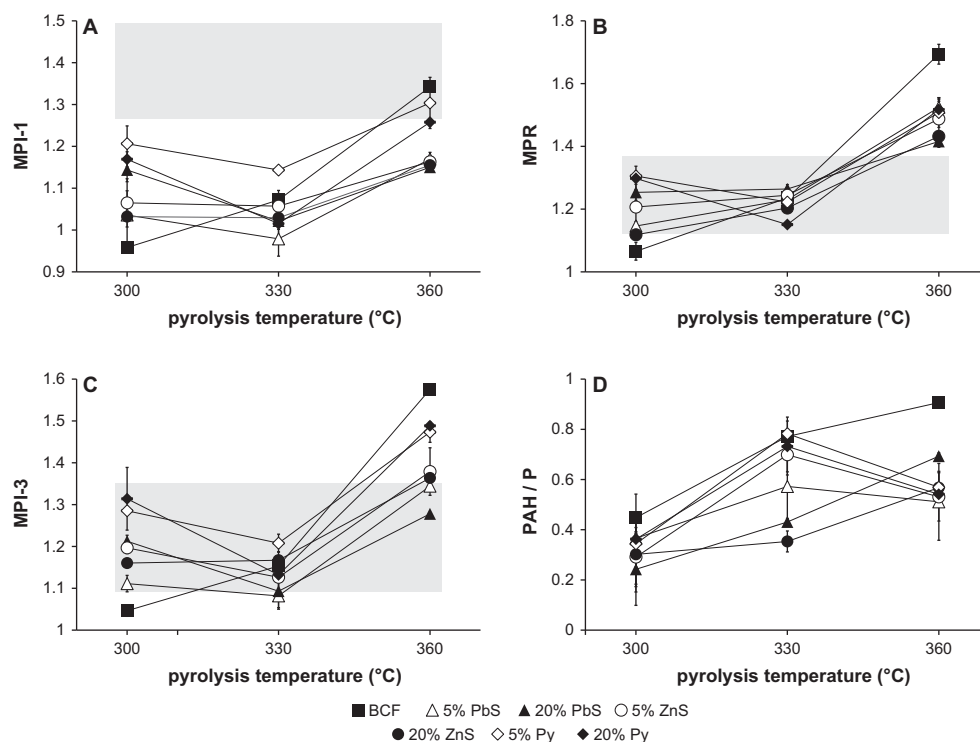 A
MPI-1
1.5
1.4
1.3
1.2
1.1
1
0.9
300 330 360
pyrolysis temperature (°C)
B
MPR
1.8
1.6
1.4
1.2
1
300 330 360
pyrolysis temperature (°C)
C
MPI-3
1.6
1.5
1.4
1.3
1.2
1.1
1
300 330 360
pyrolysis temperature (°C)
D
PAH / P
1
0.8
0.6
0.4
0.2
0
300 330 360
pyrolysis temperature (°C)
BCF 5% PbS 20% PbS 5% ZnS
20% ZnS 5% Py 20% Py